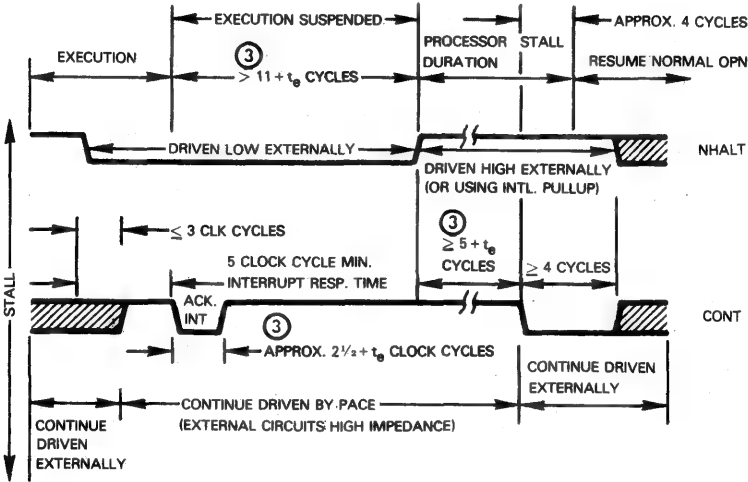 EXECUTION SUSPENDED
APPROX. 4 CYCLES
EXECUTION
③
> 11 + tₑ CYCLES
PROCESSOR STALL
DURATION
RESUME NORMAL OPN
DRIVEN LOW EXTERNALLY
DRIVEN HIGH EXTERNALLY
(OR USING INTL. PULLUP)
NHALT
≤ 3 CLK CYCLES
5 CLOCK CYCLE MIN.
INTERRUPT RESP. TIME
③
≥ 5 + tₑ
CYCLES
≥ 4 CYCLES
STALL
ACK.
INT
CONT
③
APPROX. 2½ + tₑ CLOCK CYCLES
CONTINUE DRIVEN
EXTERNALLY
CONTINUE DRIVEN BY PACE
(EXTERNAL CIRCUITS HIGH IMPEDANCE)
CONTINUE
DRIVEN
EXTERNALLY